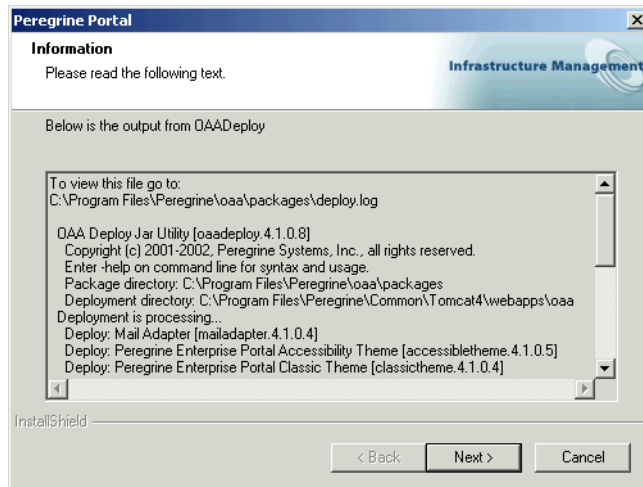 Peregrine Portal
Information
Please read the following text.
Infrastructure Management
Below is the output from OAADeploy
To view this file go to:
C:\Program Files\Peregrine\oaa\packages\deploy.log
OAA Deploy Jar Utility [oaadeploy.4.1.0.8]
Copyright (c) 2001-2002, Peregrine Systems, Inc., all rights reserved.
Enter -help on command line for syntax and usage.
Package directory: C:\Program Files\Peregrine\oaa\packages
Deployment directory: C:\Program Files\Peregrine\Common\Tomcat4\webapps\oaa
Deployment is processing...
Deploy: Mail Adapter [mailadapter.4.1.0.4]
Deploy: Peregrine Enterprise Portal Accessibility Theme [accessibletheme.4.1.0.5]
Deploy: Peregrine Enterprise Portal Classic Theme [classictheme.4.1.0.4]
InstallShield
< Back
Next >
Cancel